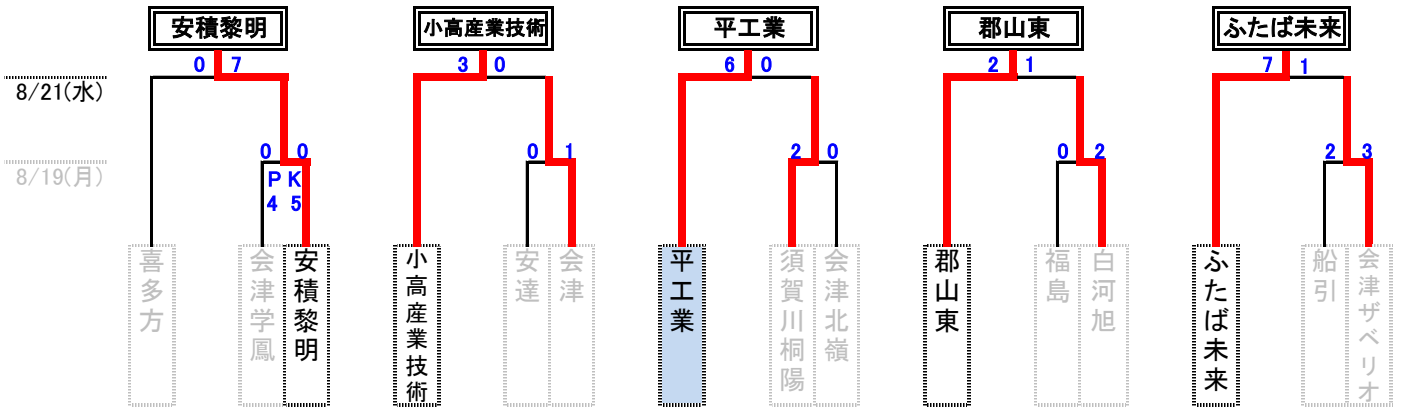 安積黎明
小高産業技術
平工業
郡山東
ふたば未来
0 7
3 0
6 0
2 1
7 1
8/21(水)
0 0
0 1
2 0
0 2
2 3
8/19(月)
P K
4 5
喜多方
会津学鳳
安積黎明
小高産業技術
安達
会津
平工業
須賀川桐陽
会津北嶺
郡山東
福島
白河旭
ふたば未来
船引
会津ザベリオ